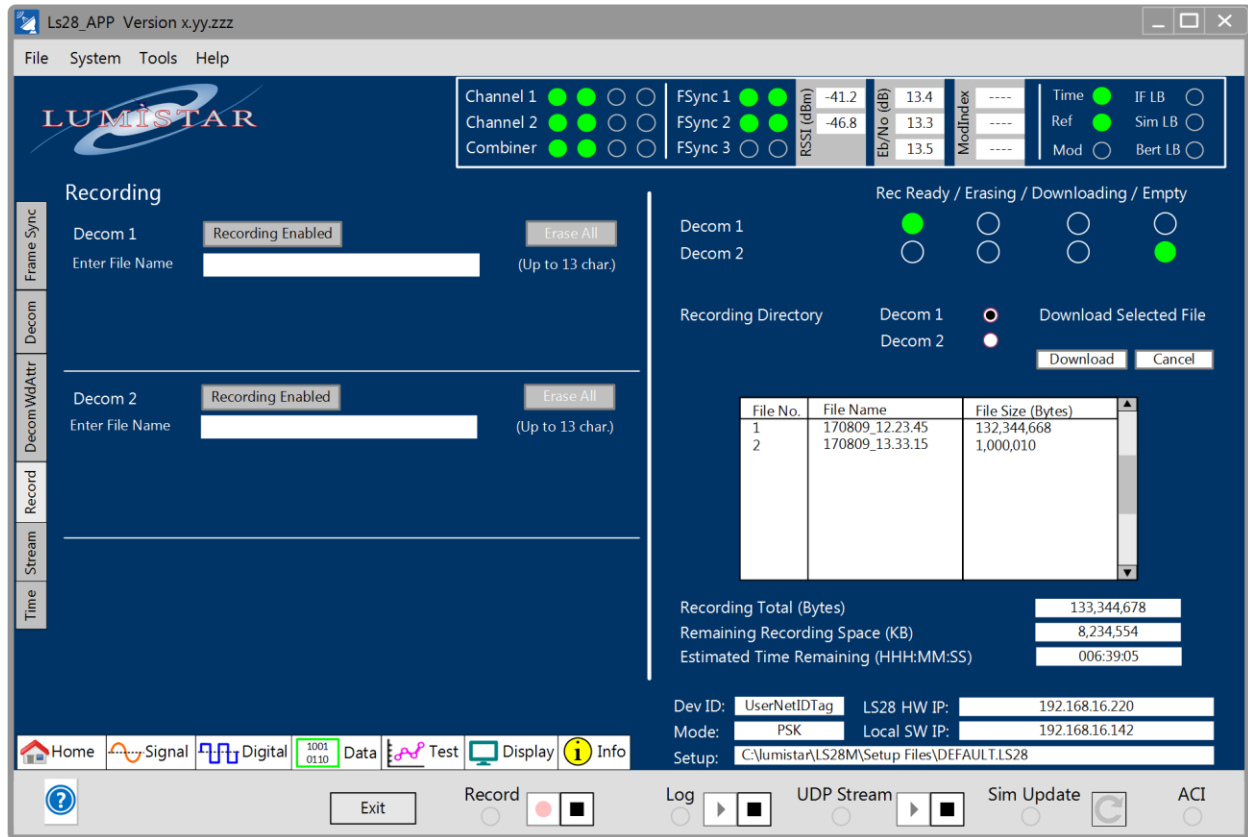 Ls28_APP Version x.yy.zzz
File System Tools Help
LUMISTAR
Channel 1
Channel 2
Combiner
FSync 1
FSync 2
FSync 3
RSSI (dBm)
-41.2
-46.8
Eb/No (dB)
13.4
13.3
13.5
ModIndex
----
----
----
Time
Ref
Mod
IF LB
Sim LB
Bert LB
Frame Sync
Decom
DecomWdAttr
Record
Stream
Time
Recording
Decom 1 Recording Enabled Erase All
Enter File Name (Up to 13 char.)
Decom 2 Recording Enabled Erase All
Enter File Name (Up to 13 char.)
Rec Ready / Erasing / Downloading / Empty
Decom 1
Decom 2
Recording Directory Decom 1 Download Selected File
Decom 2
Download Cancel
File No. File Name File Size (Bytes)
1 170809_12.23.45 132,344,668
2 170809_13.33.15 1,000,010
Recording Total (Bytes) 133,344,678
Remaining Recording Space (KB) 8,234,554
Estimated Time Remaining (HHH:MM:SS) 006:39:05
Dev ID: UserNetIDTag LS28 HW IP: 192.168.16.220
Mode: PSK Local SW IP: 192.168.16.142
Setup: C:\lumistar\LS28M\Setup Files\DEFAULT.LS28
Home Signal Digital 1001 0110 Data Test Display i Info
? Exit Record Log UDP Stream Sim Update ACI